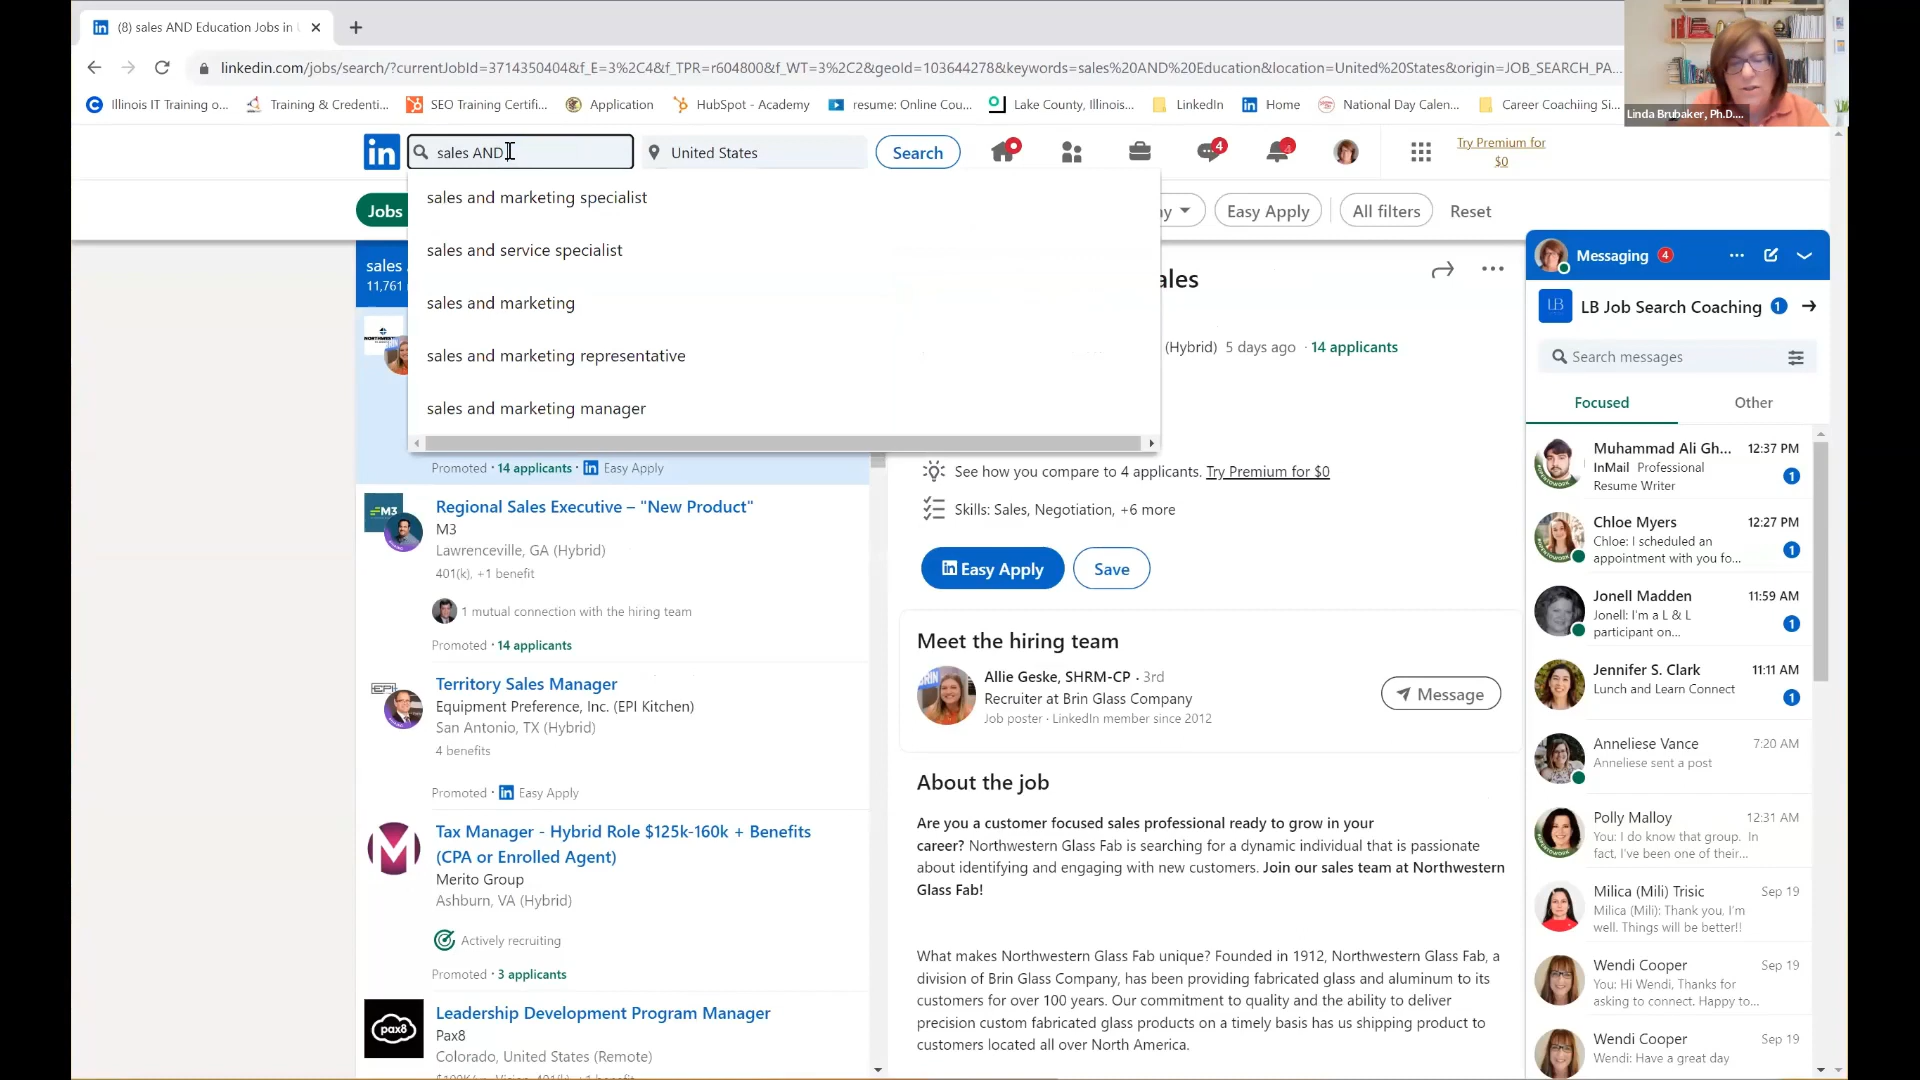 (8) sales AND Education Jobs in
linkedin.com/jobs/search/?currentJobId=3714350404&f_E=3%2C4&f_TPR=r604800&f_WT=3%2C2&geoId=103644278&keywords=sales%20AND%20Education&location=United%20States&origin=JOB_SEARCH_PA...
Illinois IT Training o...
Training & Credenti...
SEO Training Certifi...
Application
HubSpot - Academy
resume: Online Cou...
Lake County, Illinois...
LinkedIn
Home
National Day Calen...
Career Coachiing Si...
Linda Brubaker, Ph.D....
in
sales AND
United States
Search
4
4
Try Premium for
$0
Jobs
Easy Apply
All filters
Reset
sales and marketing specialist
sales and service specialist
sales and marketing
sales and marketing representative
sales and marketing manager
sales
11,761
Promoted · 14 applicants · Easy Apply
Regional Sales Executive – "New Product"
M3
Lawrenceville, GA (Hybrid)
401(k), +1 benefit
1 mutual connection with the hiring team
Promoted · 14 applicants
Territory Sales Manager
Equipment Preference, Inc. (EPI Kitchen)
San Antonio, TX (Hybrid)
4 benefits
Promoted · Easy Apply
Tax Manager - Hybrid Role $125k-160k + Benefits
(CPA or Enrolled Agent)
Merito Group
Ashburn, VA (Hybrid)
Actively recruiting
Promoted · 3 applicants
pax8
Leadership Development Program Manager
Pax8
Colorado, United States (Remote)
ales
(Hybrid) 5 days ago · 14 applicants
See how you compare to 4 applicants. Try Premium for $0
Skills: Sales, Negotiation, +6 more
Easy Apply
Save
Meet the hiring team
Allie Geske, SHRM-CP · 3rd
Recruiter at Brin Glass Company
Job poster · LinkedIn member since 2012
Message
About the job
Are you a customer focused sales professional ready to grow in your
career? Northwestern Glass Fab is searching for a dynamic individual that is passionate
about identifying and engaging with new customers. Join our sales team at Northwestern
Glass Fab!
What makes Northwestern Glass Fab unique? Founded in 1912, Northwestern Glass Fab, a
division of Brin Glass Company, has been providing fabricated glass and aluminum to its
customers for over 100 years. Our commitment to quality and the ability to deliver
precision custom fabricated glass products on a timely basis has us shipping product to
customers located all over North America.
Messaging 4
LB LB Job Search Coaching 1
Search messages
Focused
Other
Muhammad Ali Gh... 12:37 PM
InMail Professional
Resume Writer
1
Chloe Myers 12:27 PM
Chloe: I scheduled an
appointment with you fo...
1
Jonell Madden 11:59 AM
Jonell: I'm a L & L
participant on...
1
Jennifer S. Clark 11:11 AM
Lunch and Learn Connect
1
Anneliese Vance 7:20 AM
Anneliese sent a post
Polly Malloy 12:31 AM
You: I do know that group. In
fact, I've been one of their...
Milica (Mili) Trisic Sep 19
Milica (Mili): Thank you, I'm
well. Things will be better!!
Wendi Cooper Sep 19
You: Hi Wendi, Thanks for
asking to connect. Happy to...
Wendi Cooper Sep 19
Wendi: Have a great day